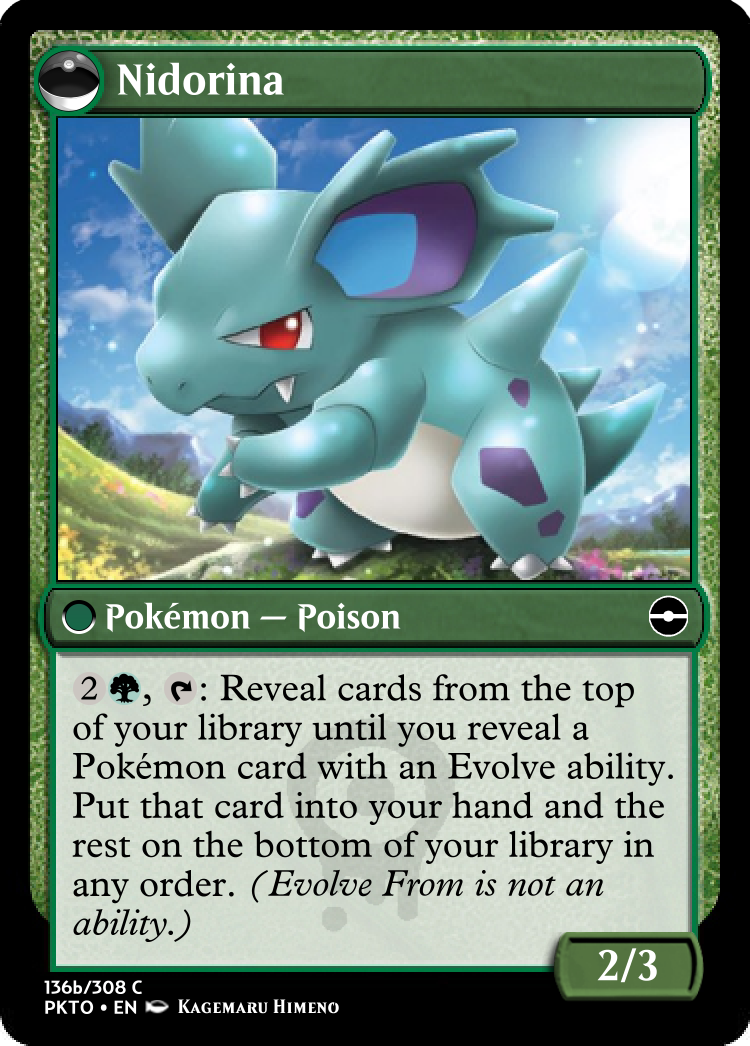 Nidorina
Pokémon — Poison
2 , : Reveal cards from the top
of your library until you reveal a
Pokémon card with an Evolve ability.
Put that card into your hand and the
rest on the bottom of your library in
any order. (Evolve From is not an
ability.)
2/3
136b/308 C
PKTO • EN Kagemaru Himeno